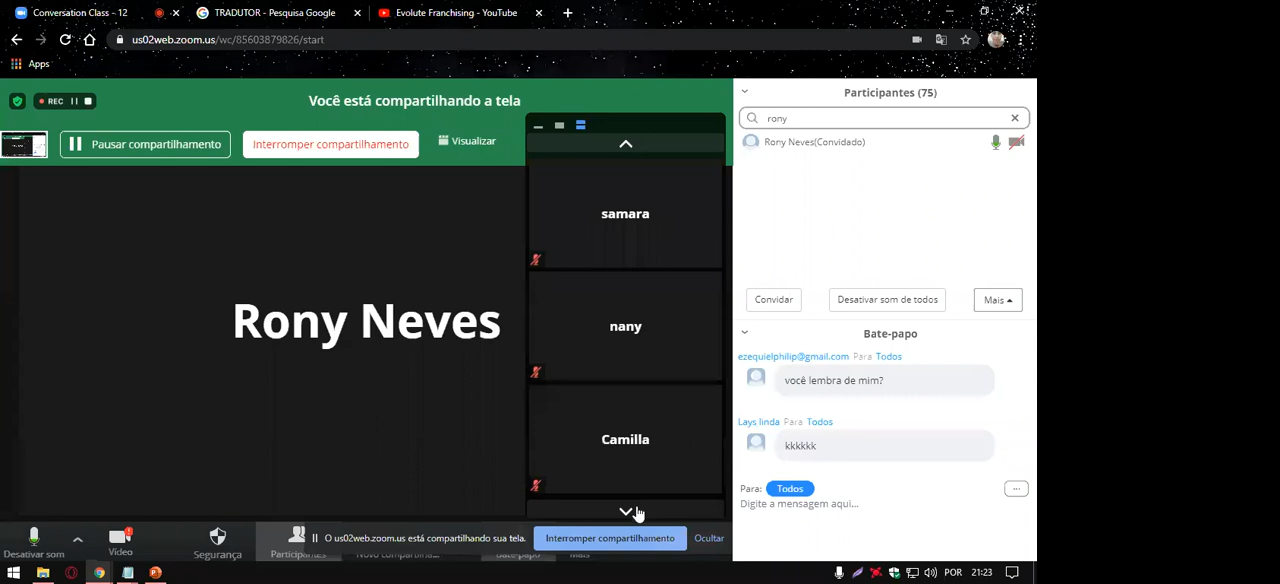 Conversation Class - 12
TRADUTOR - Pesquisa Google
Evolute Franchising - YouTube
us02web.zoom.us/wc/85603879826/start
Apps
REC
Você está compartilhando a tela
Pausar compartilhamento
Interromper compartilhamento
Visualizar
Rony Neves
samara
nany
Camilla
Participantes (75)
rony
Rony Neves(Convidado)
Convidar
Desativar som de todos
Mais
Bate-papo
ezequielphilip@gmail.com Para Todos
você lembra de mim?
Lays linda Para Todos
kkkkkk
Para: Todos
Digite a mensagem aqui...
Desativar som
Vídeo
Segurança
Participantes
O us02web.zoom.us está compartilhando sua tela.
Interromper compartilhamento
Ocultar
Bate-papo
Mais
POR
21:23